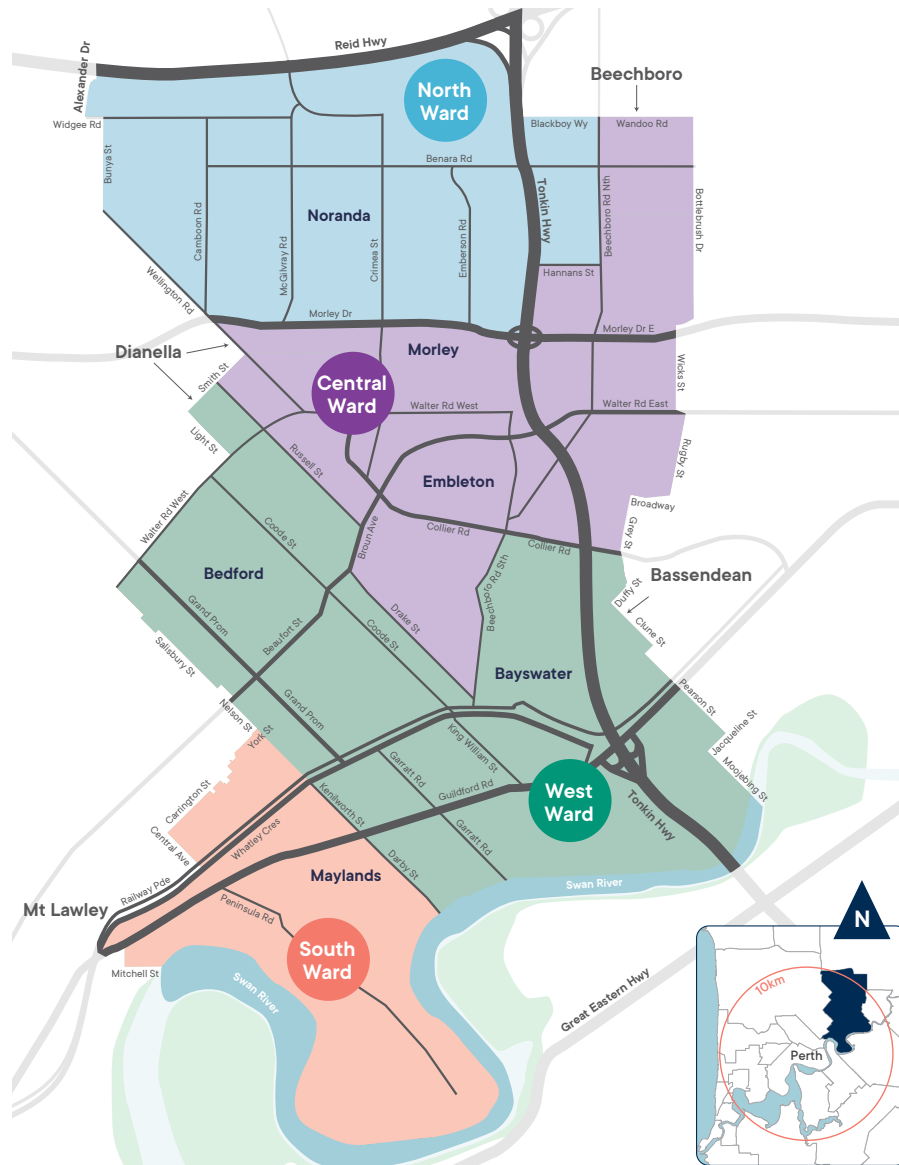 Reid Hwy
Alexander Dr
North
Ward
Beechboro
Widgee Rd
Blackboy Wy
Wandoo Rd
Bunya St
Benara Rd
Camboon Rd
Noranda
McGilvray Rd
Crimea St
Emberson Rd
Tonkin Hwy
Beechboro Rd Nth
Bottlebrush Dr
Hannans St
Wellington Rd
Morley Dr
Morley Dr E
Dianella
Morley
Smith St
Central
Ward
Wicks St
Walter Rd West
Walter Rd East
Light St
Russell St
Rugby St
Embleton
Walter Rd West
Coode St
Broun Ave
Collier Rd
Collier Rd
Broadway
Grey St
Bedford
Beechboro Rd Sth
Bassendean
Duffy St
Grand Prom
Beaufort St
Coode St
Drake St
Clune St
Salisbury St
Bayswater
Pearson St
Nelson St
Grand Prom
York St
King William St
Jacqueline St
Moojebing St
Garratt Rd
Guildford Rd
West
Ward
Carrington St
Kenilworth St
Tonkin Hwy
Central Ave
Whatley Cres
Garratt Rd
Darby St
Maylands
Swan River
Railway Pde
Mt Lawley
Peninsula Rd
South
Ward
Mitchell St
Swan River
Great Eastern Hwy
N
10km
Perth